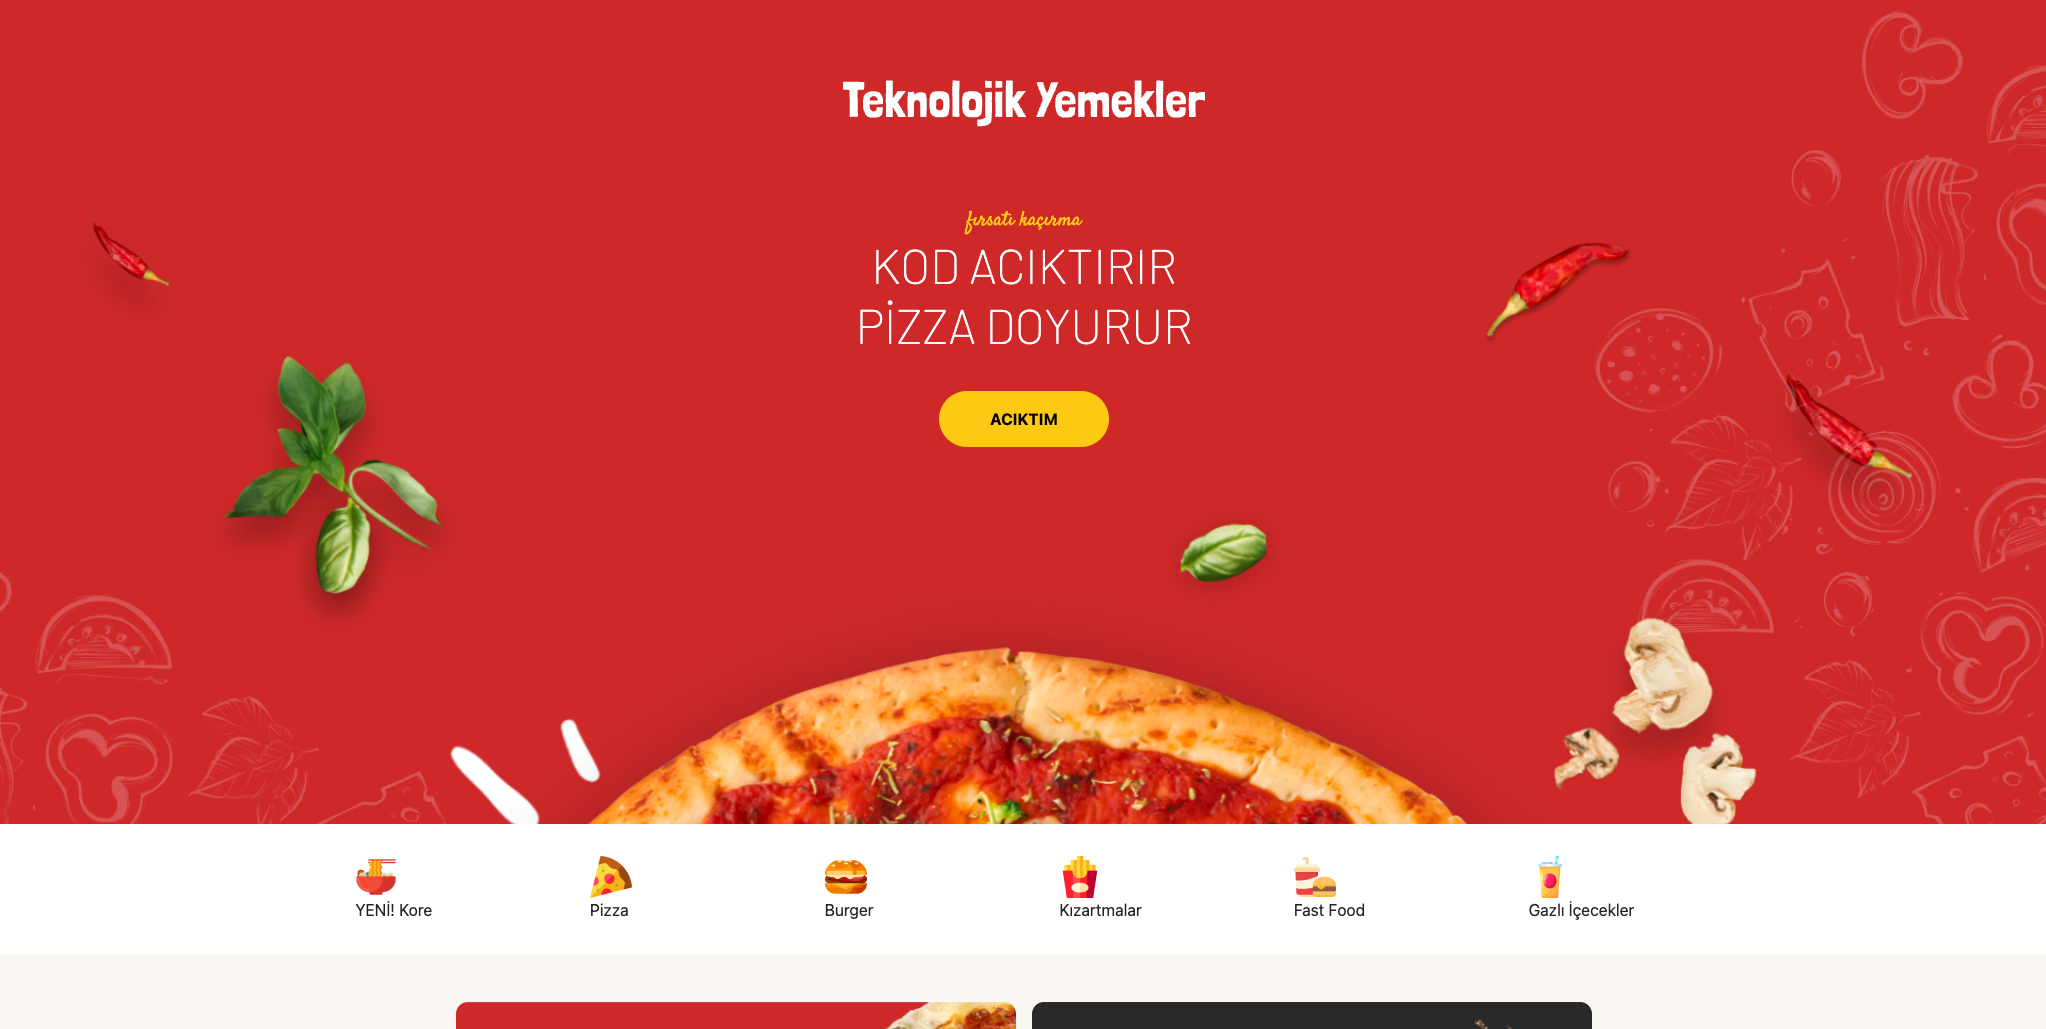 Teknolojik Yemekler
fırsatı kaçırma
KOD ACIKTIRIR
PİZZA DOYURUR
ACIKTIM
YENİ! Kore
Pizza
Burger
Kızartmalar
Fast Food
Gazlı İçecekler